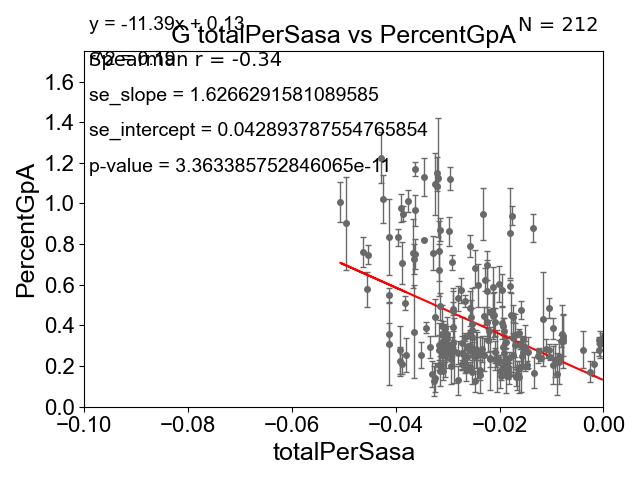 y = -11.39x + 0.13
N = 212
G totalPerSasa vs PercentGpA
Spearman r = -0.34
se_slope = 1.6266291581089585
se_intercept = 0.042893787554765854
p-value = 3.363385752846065e-11
PercentGpA
1.6
1.4
1.2
1.0
0.8
0.6
0.4
0.2
0.0
−0.10 −0.08 −0.06 −0.04 −0.02 0.00
totalPerSasa